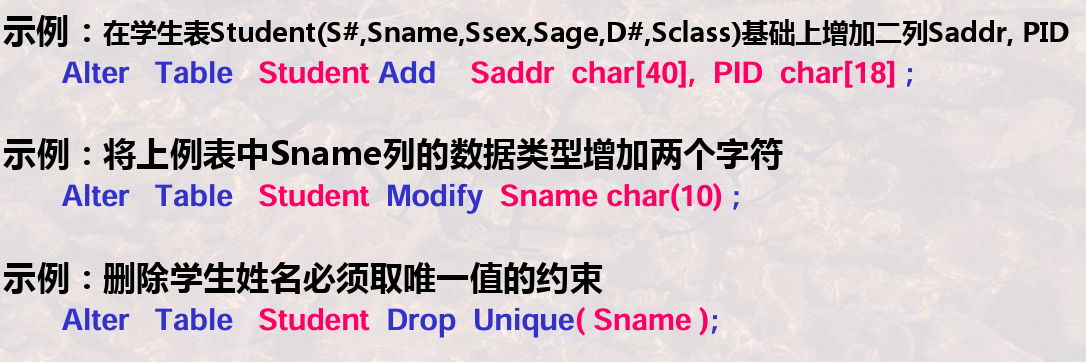 示例：在学生表Student(S#,Sname,Ssex,Sage,D#,Sclass)基础上增加二列Saddr, PID
Alter Table Student Add Saddr char[40], PID char[18] ;
示例：将上例表中Sname列的数据类型增加两个字符
Alter Table Student Modify Sname char(10) ;
示例：删除学生姓名必须取唯一值的约束
Alter Table Student Drop Unique( Sname );